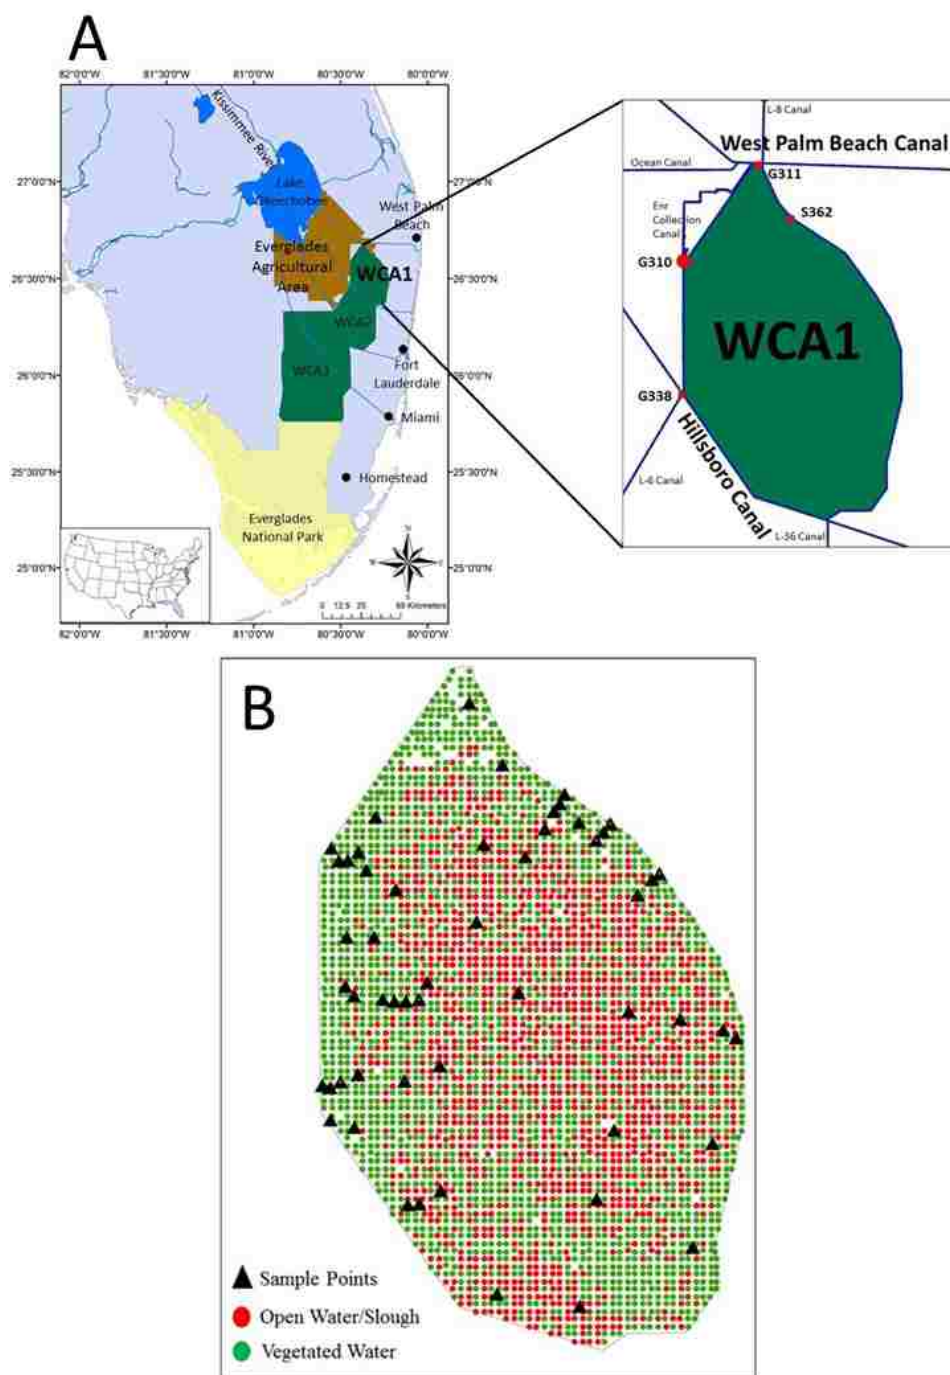 A
82°0'0"W 81°30'0"W 81°0'0"W 80°30'0"W 80°0'0"W
Kissimmee River
Lake
Okeechobee
27°0'0"N
27°0'0"N
West Palm
Beach
Everglades
Agricultural
Area
WCA1
26°30'0"N
26°30'0"N
WCA2
WCA3
26°0'0"N
26°0'0"N
Fort
Lauderdale
Miami
25°30'0"N
25°30'0"N
Homestead
Everglades
National Park
25°0'0"N
25°0'0"N
0 12.5 25 50 Kilometers
82°0'0"W 81°30'0"W 81°0'0"W 80°30'0"W 80°0'0"W
L-8 Canal
West Palm Beach Canal
Ocean Canal
G311
Enr
Collection
Canal
S362
G310
WCA1
G338
Hillsboro Canal
L-6 Canal
L-36 Canal
B
Sample Points
Open Water/Slough
Vegetated Water